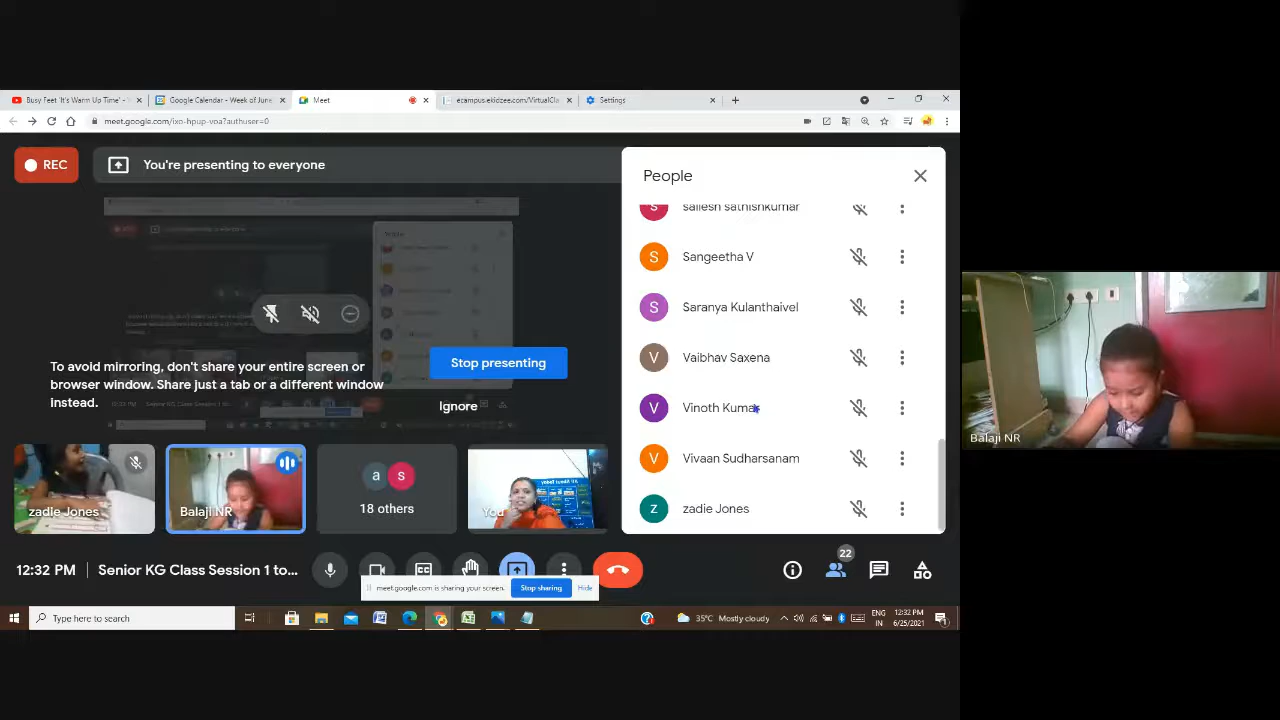 Busy Feet 'It's Warm Up Time' -
Google Calendar - Week of June
Meet
ecampus.ekidzee.com/VirtualCla
Settings
meet.google.com/ixo-hpup-voa?authuser=0
REC
You're presenting to everyone
People
sailesh sathishkumar
Sangeetha V
Saranya Kulanthaivel
Vaibhav Saxena
Vinoth Kumar
Vivaan Sudharsanam
zadie Jones
To avoid mirroring, don't share your entire screen or
browser window. Share just a tab or a different window
instead.
Stop presenting
Ignore
zadie Jones
Balaji NR
a s
18 others
You
Balaji NR
12:32 PM | Senior KG Class Session 1 to...
22
meet.google.com is sharing your screen.
Stop sharing
Hide
Type here to search
35°C Mostly cloudy
ENG
IN
12:32 PM
6/25/2021